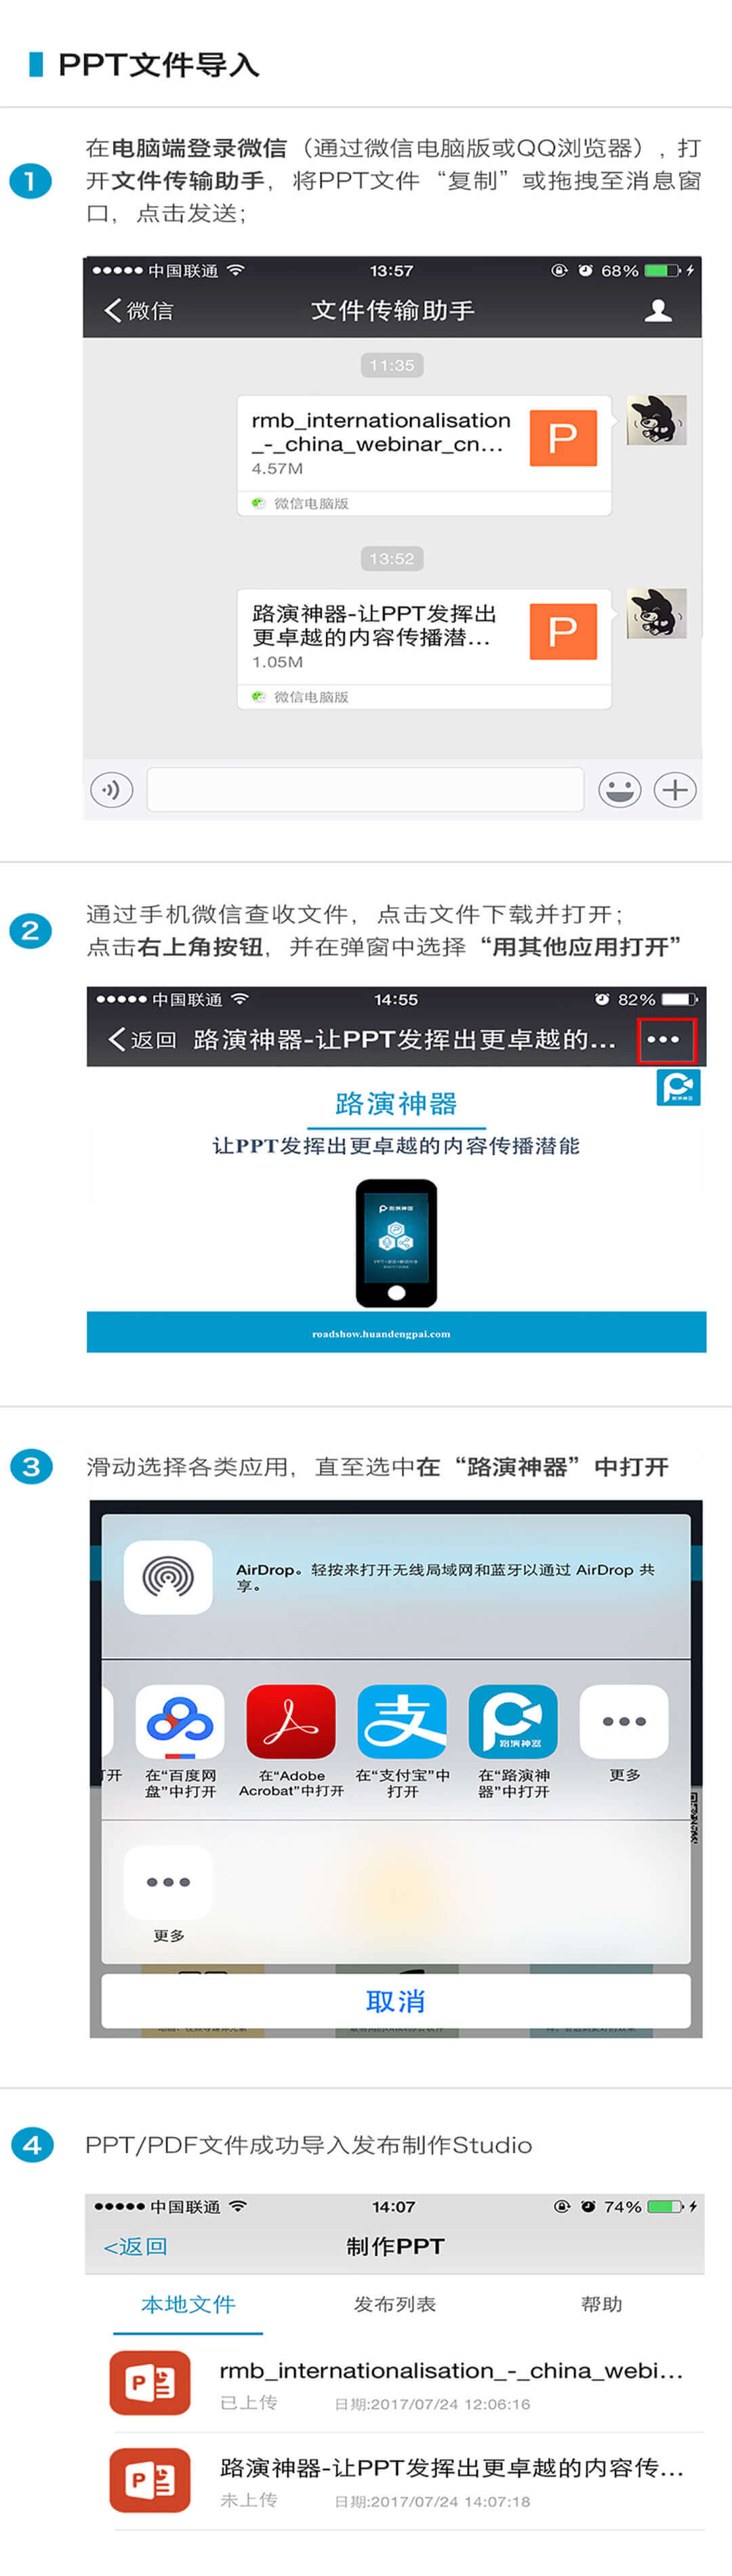 PPT文件导入
1
在电脑端登录微信（通过微信电脑版或QQ浏览器）, 打
开文件传输助手，将PPT文件“复制”或拖拽至消息窗
口，点击发送；
中国联通 13:57 68%
微信 文件传输助手
11:35
rmb_internationalisation
_-_china_webinar_cn...
4.57M
P
微信电脑版
13:52
路演神器-让PPT发挥出
更卓越的内容传播潜...
1.05M
P
微信电脑版
2
通过手机微信查收文件，点击文件下载并打开；
点击右上角按钮，并在弹窗中选择“用其他应用打开”
中国联通 14:55 82%
返回 路演神器-让PPT发挥出更卓越的... •••
路演神器
让PPT发挥出更卓越的内容传播潜能
路演神器
roadshow.huandengpai.com
3
滑动选择各类应用，直至选中在“路演神器”中打开
AirDrop。轻按来打开无线局域网和蓝牙以通过 AirDrop 共
享。
支
路演神器
打开 在“百度网 在“Adobe 在“支付宝”中 在“路演神 更多
盘”中打开 Acrobat”中打开 打开 器”中打开
更多
取消
4
PPT/PDF文件成功导入发布制作Studio
中国联通 14:07 74%
<返回 制作PPT
本地文件 发布列表 帮助
rmb_internationalisation_-_china_webi...
已上传 日期:2017/07/24 12:06:16
路演神器-让PPT发挥出更卓越的内容传...
未上传 日期:2017/07/24 14:07:18